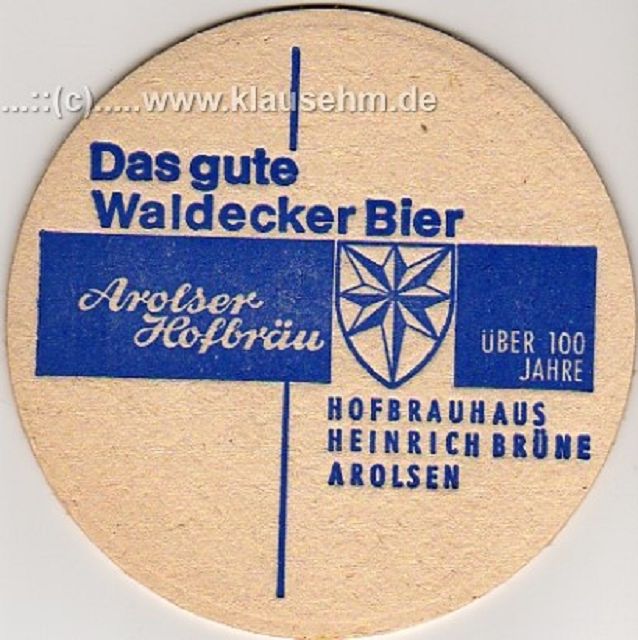 ...::(c).....www.klausehm.de
Das gute
Waldecker Bier
Arolser
Hofbräu
ÜBER 100
JAHRE
HOFBRAUHAUS
HEINRICH BRÜNE
AROLSEN